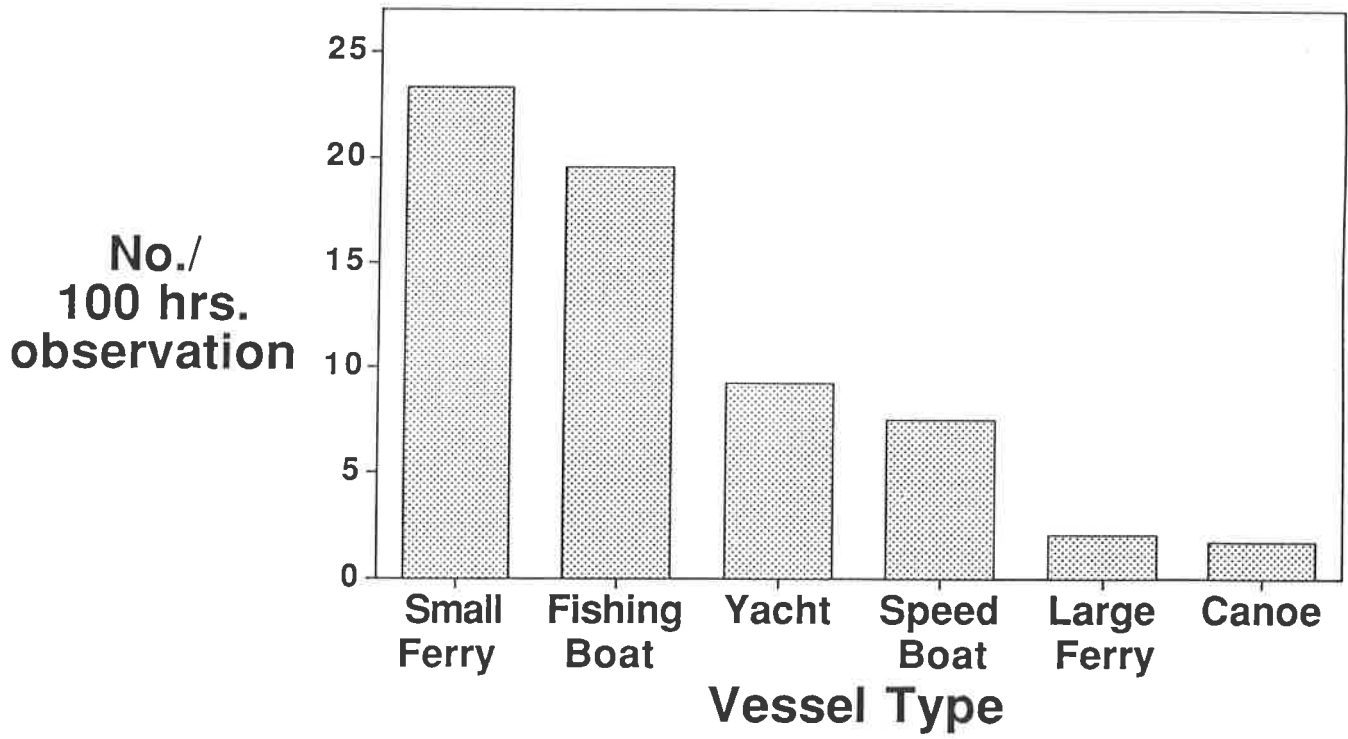 25
20
15
10
5
0
No./
100 hrs.
observation
Small
Ferry
Fishing
Boat
Yacht
Speed
Boat
Large
Ferry
Canoe
Vessel Type